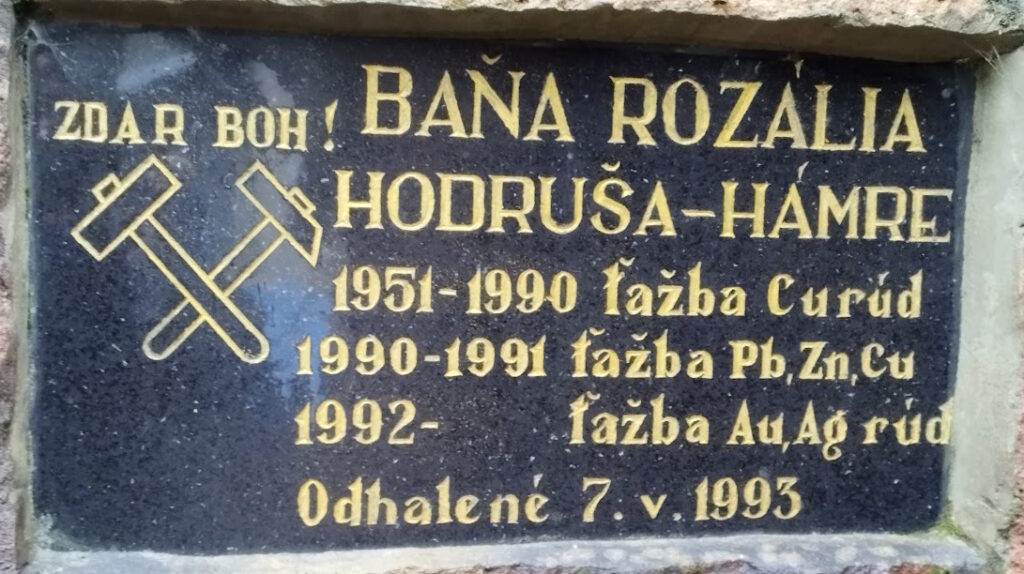 ZDAR BOH! BAŇA ROZÁLIA
HODRUŠA-HÁMRE
1951-1990 ťažba Cu rúd
1990-1991 ťažba Pb,Zn,Cu
1992- ťažba Au,Ag rúd
Odhalené 7. v. 1993